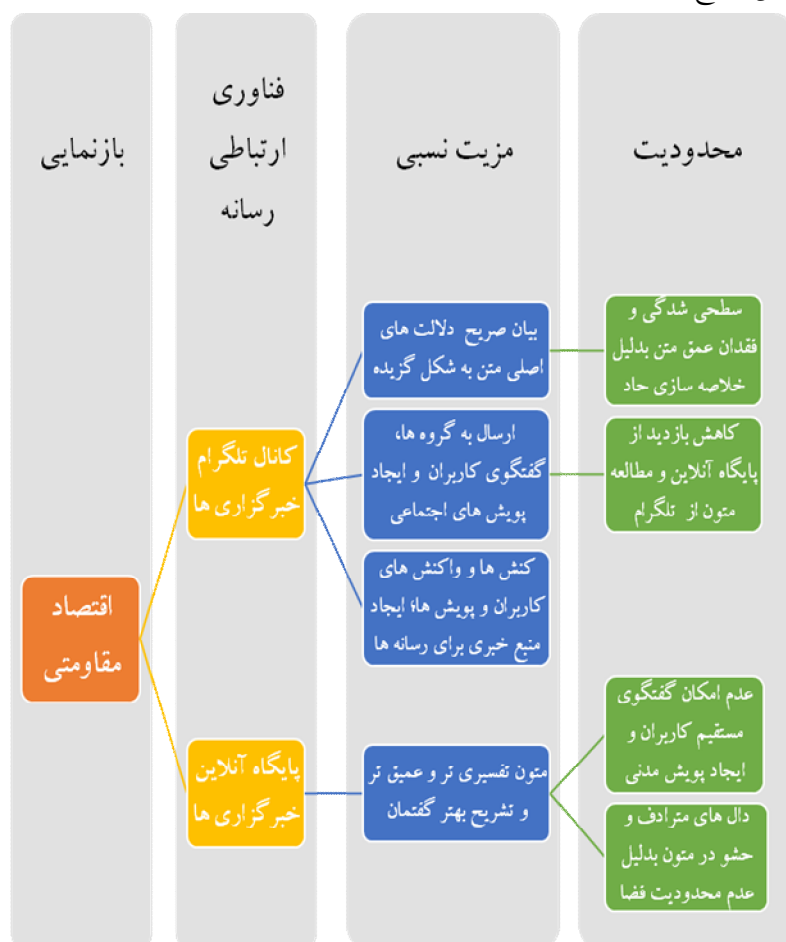 بازنمایی
فناوری
ارتباطی
رسانه
مزیت نسبی
محدودیت
اقتصاد
مقاومتی
کانال تلگرام
خبرگزاری ها
پایگاه آنلاین
خبرگزاری ها
بیان صریح دلالت های
اصلی متن به شکل گزیده
ارسال به گروه ها،
گفتگوی کاربران و ایجاد
پویش های اجتماعی
کنش ها و واکنش های
کاربران و پویش ها؛ ایجاد
منبع خبری برای رسانه ها
متون تفسیری تر و عمیق تر
و تشریح بهتر گفتمان
سطحی شدگی و
فقدان عمق متن بدلیل
خلاصه سازی حاد
کاهش بازدید از
پایگاه آنلاین و مطالعه
متون از تلگرام
عدم امکان گفتگوی
مستقیم کاربران و
ایجاد پویش مدنی
دال های مترادف و
حشو در متون بدلیل
عدم محدودیت فضا